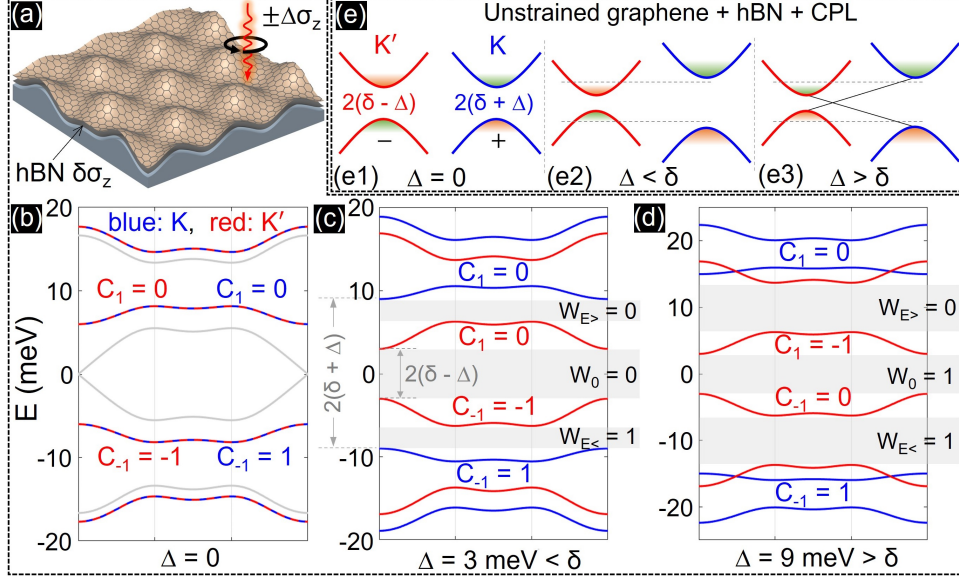 (a)
±Δσz
hBN δσz
(e) Unstrained graphene + hBN + CPL
K′ K
2(δ - Δ) 2(δ + Δ)
− +
(e1) Δ = 0 (e2) Δ < δ (e3) Δ > δ
(b) blue: K, red: K′
E (meV)
20
10
0
-10
-20
C1 = 0 C1 = 0
C-1 = -1 C-1 = 1
Δ = 0
(c)
20
10
0
-10
-20
C1 = 0
WE> = 0
C1 = 0
2(δ + Δ)
2(δ - Δ)
W0 = 0
C-1 = -1
WE< = 1
C-1 = 1
Δ = 3 meV < δ
(d)
20
10
0
-10
-20
C1 = 0
WE> = 0
C1 = -1
W0 = 1
C-1 = 0
WE< = 1
C-1 = 1
Δ = 9 meV > δ